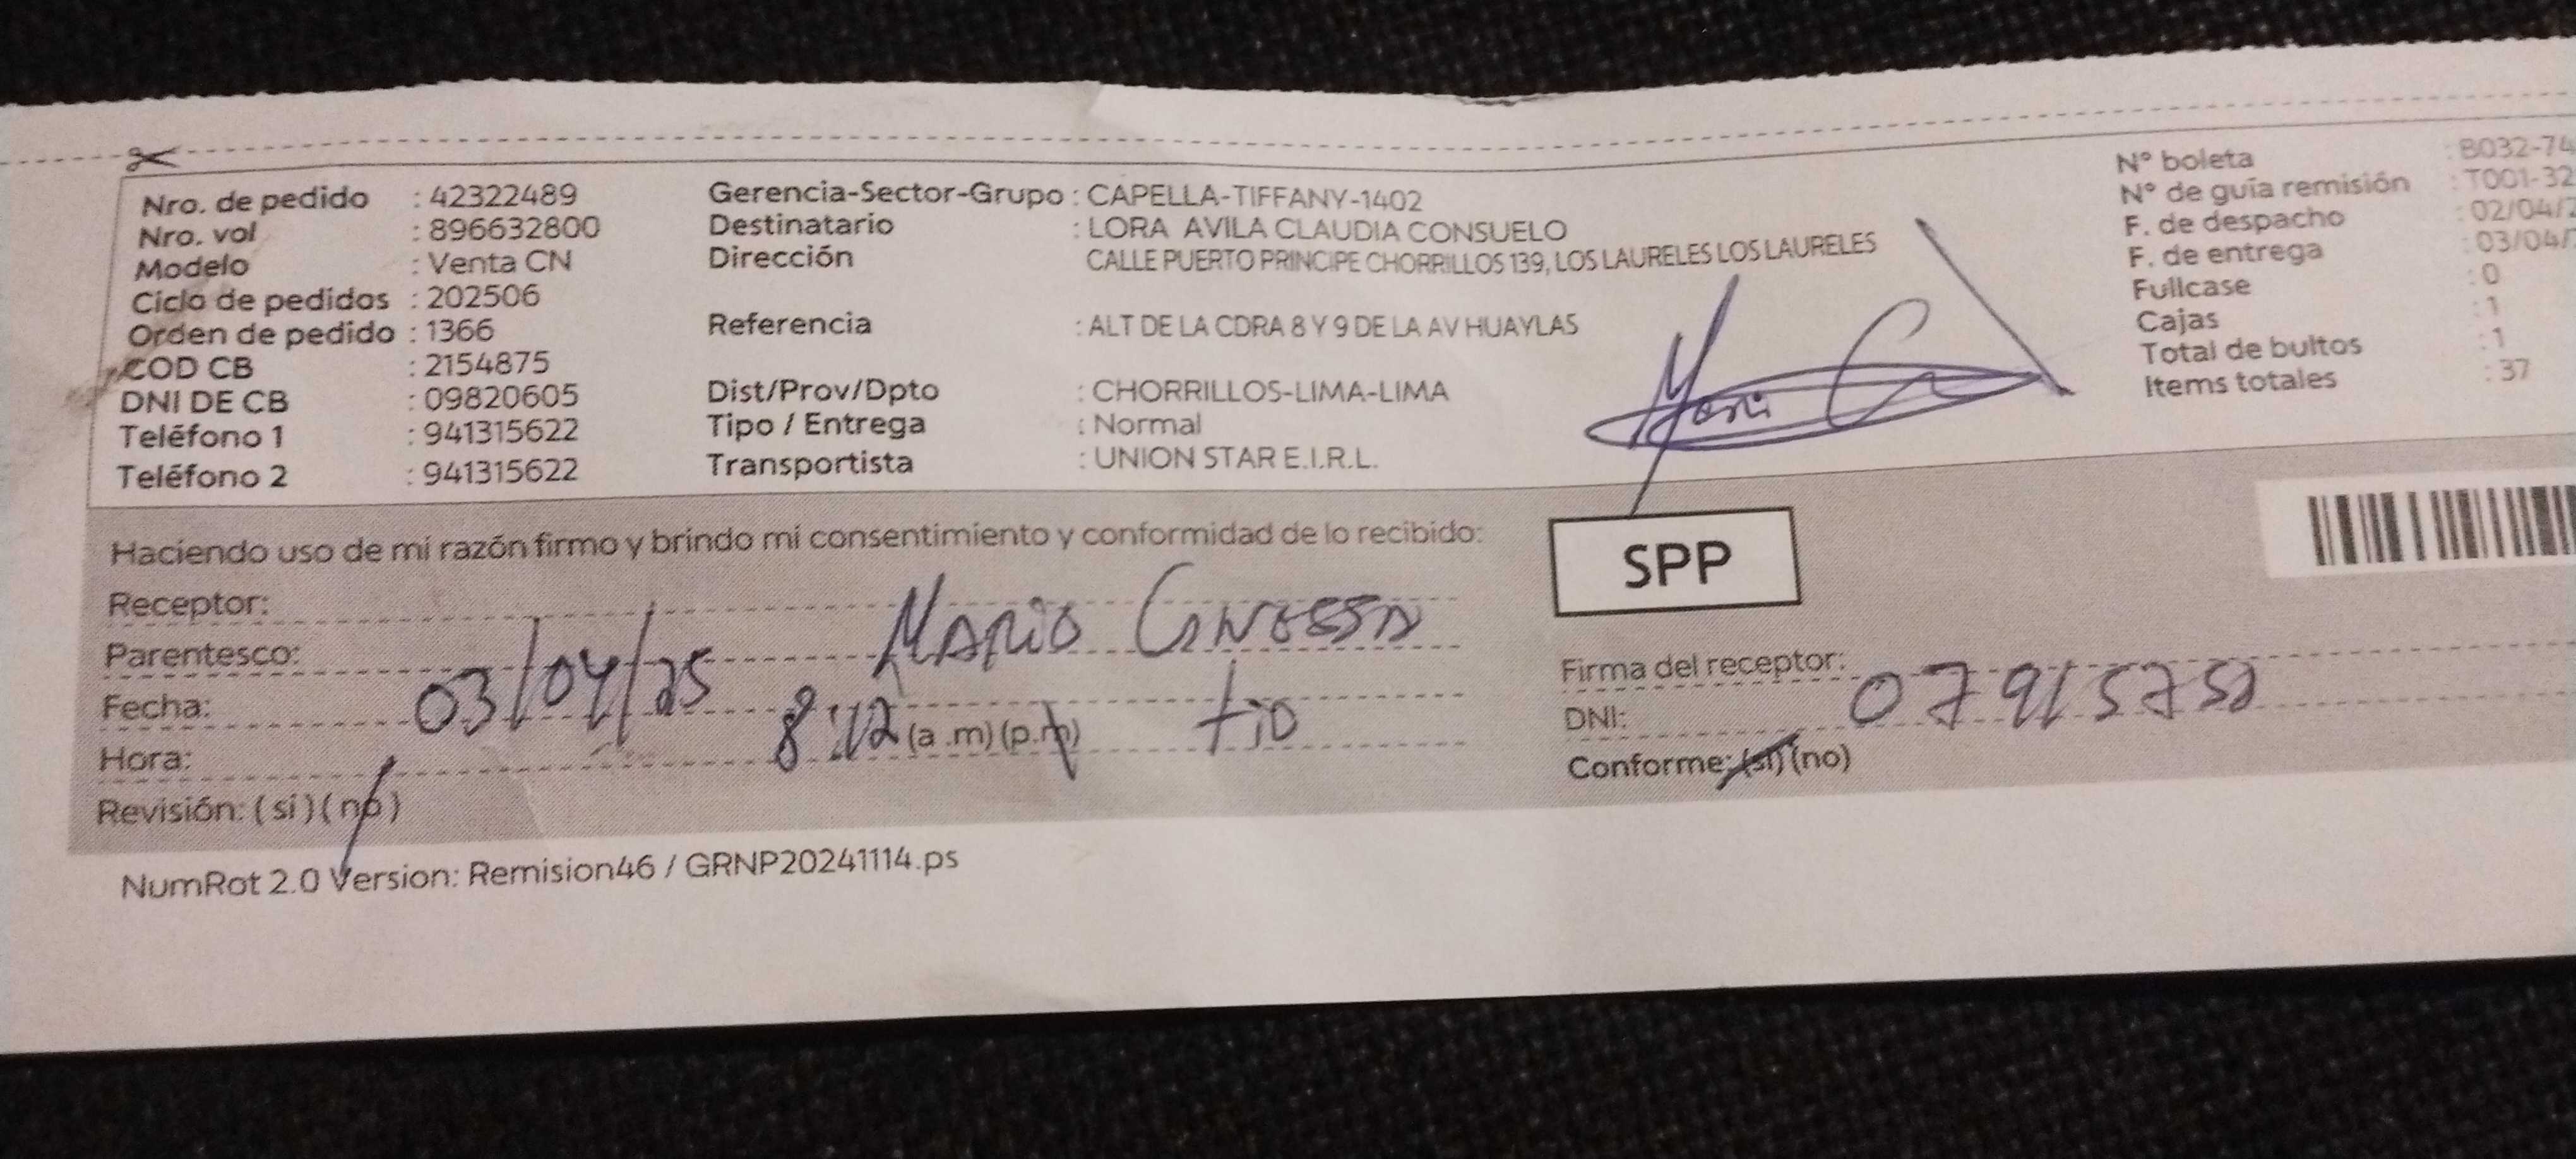 Nro. de pedido : 42322489
Nro. vol : 896632800
Modelo : Venta CN
Ciclo de pedidos : 202506
Orden de pedido : 1366
COD CB : 2154875
DNI DE CB : 09820605
Teléfono 1 : 941315622
Teléfono 2 : 941315622
Gerencia-Sector-Grupo : CAPELLA-TIFFANY-1402
Destinatario : LORA AVILA CLAUDIA CONSUELO
Dirección CALLE PUERTO PRINCIPE CHORRILLOS 139, LOS LAURELES LOS LAURELES
Referencia : ALT DE LA CDRA 8 Y 9 DE LA AV HUAYLAS
Dist/Prov/Dpto : CHORRILLOS-LIMA-LIMA
Tipo / Entrega : Normal
Transportista : UNION STAR E.I.R.L.
N° boleta : B032-74
N° de guía remisión : T001-32
F. de despacho : 02/04/2
F. de entrega : 03/04/
Fullcase : 0
Cajas : 1
Total de bultos : 1
Items totales : 37
Haciendo uso de mi razón firmo y brindo mi consentimiento y conformidad de lo recibido:
SPP
Receptor: Mario Canessa
Parentesco: tio
Fecha: 03/04/25
Hora: 8:12 (a .m) (p.m)
Revisión: (sí) (no)
Firma del receptor:
DNI: 07915752
Conforme: (sí) (no)
NumRot 2.0 Version: Remision46 / GRNP20241114.ps